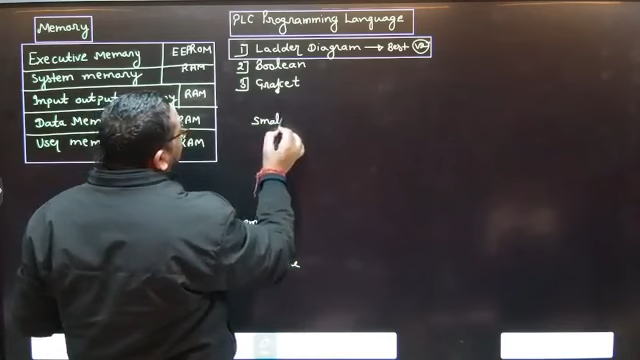 Memory
Executive Memory EEPROM
System memory RAM
Input output RAM
Data Mem RAM
User mem RAM
PLC Programming Language
1] Ladder Diagram → Best V2
2] Boolean
3] Grafcet
Smal